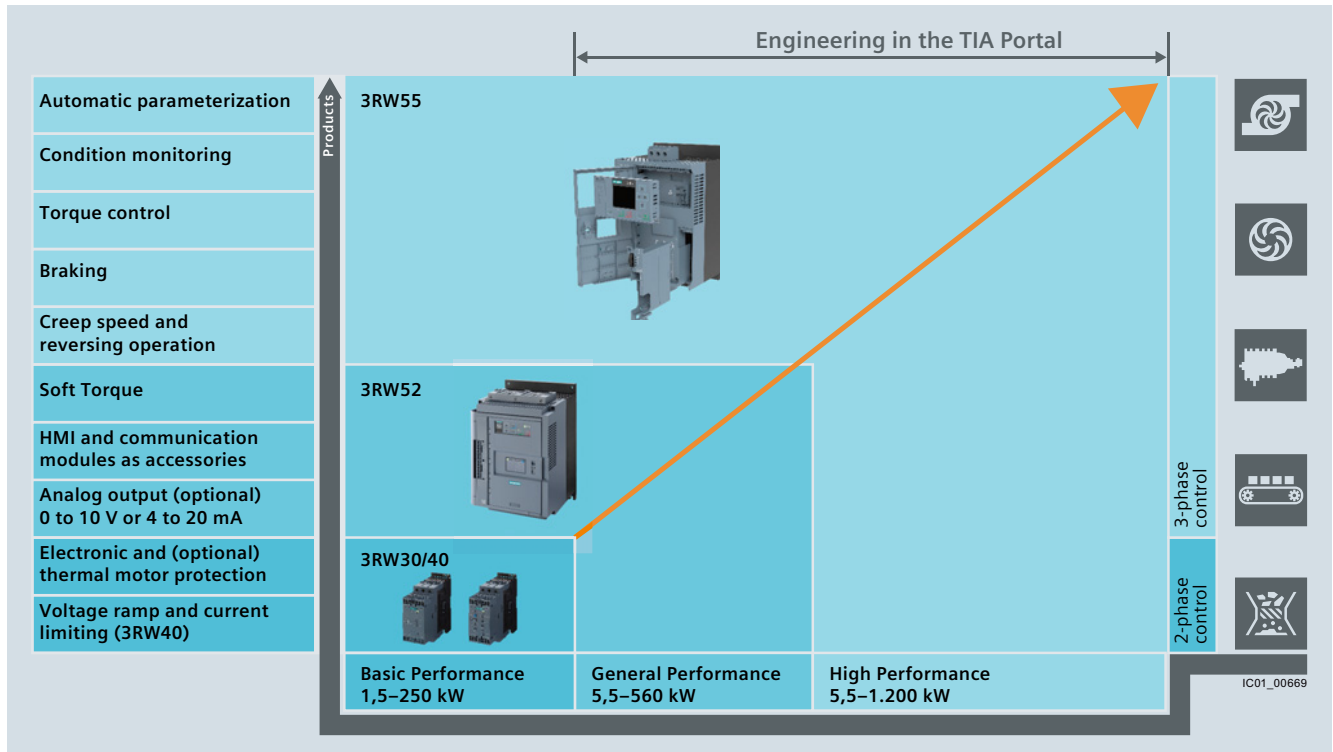 Engineering in the TIA Portal
Automatic parameterization
Condition monitoring
Torque control
Braking
Creep speed and
reversing operation
Soft Torque
HMI and communication
modules as accessories
Analog output (optional)
0 to 10 V or 4 to 20 mA
Electronic and (optional)
thermal motor protection
Voltage ramp and current
limiting (3RW40)
Products
3RW55
3RW52
3RW30/40
3-phase
control
2-phase
control
Basic Performance
1,5–250 kW
General Performance
5,5–560 kW
High Performance
5,5–1.200 kW
IC01_00669